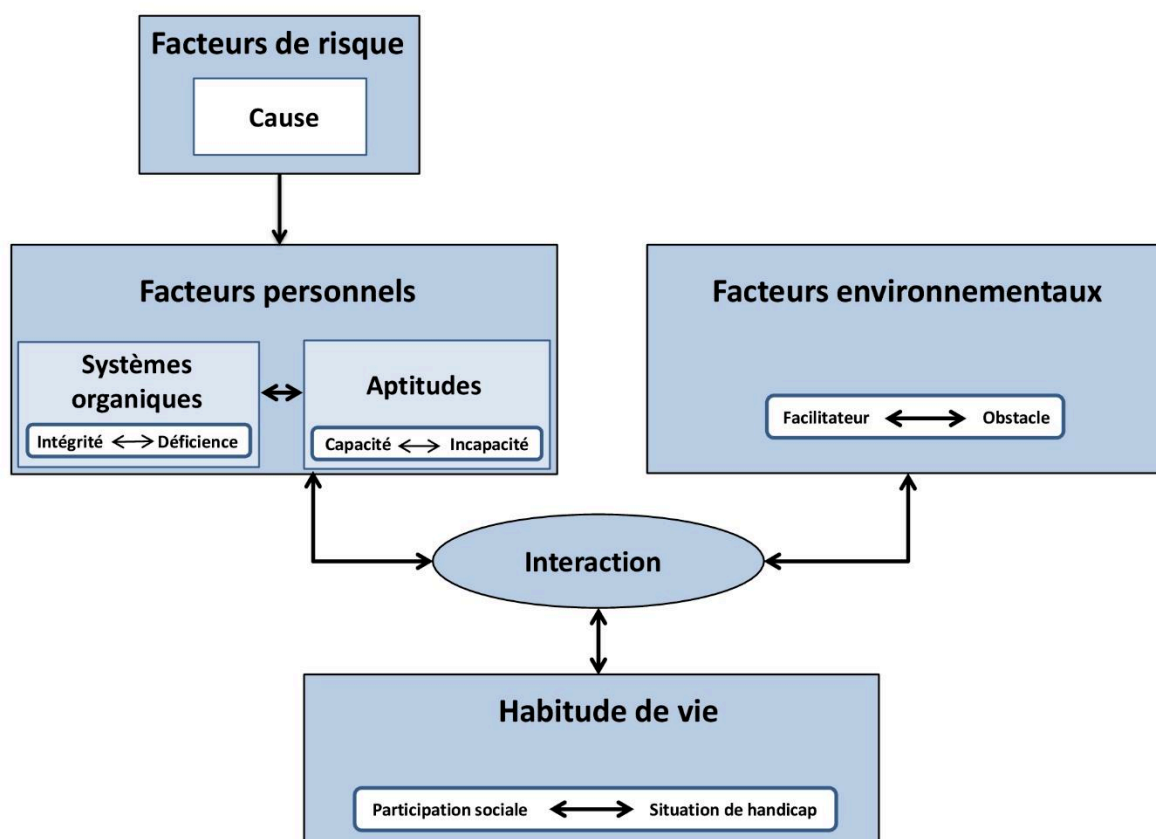 Facteurs de risque
Cause
Facteurs personnels
Systèmes
organiques
Intégrité
Déficience
Aptitudes
Capacité
Incapacité
Facteurs environnementaux
Facilitateur
Obstacle
Interaction
Habitude de vie
Participation sociale
Situation de handicap